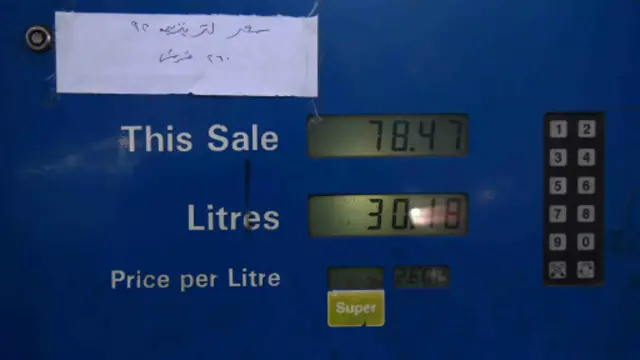 سعر لتر بنزين ٩٢
٢٦٠ قرش
This Sale 78.47
Litres 30.18
Price per Litre
Super
1 2
3 4
5 6
7 8
9 0